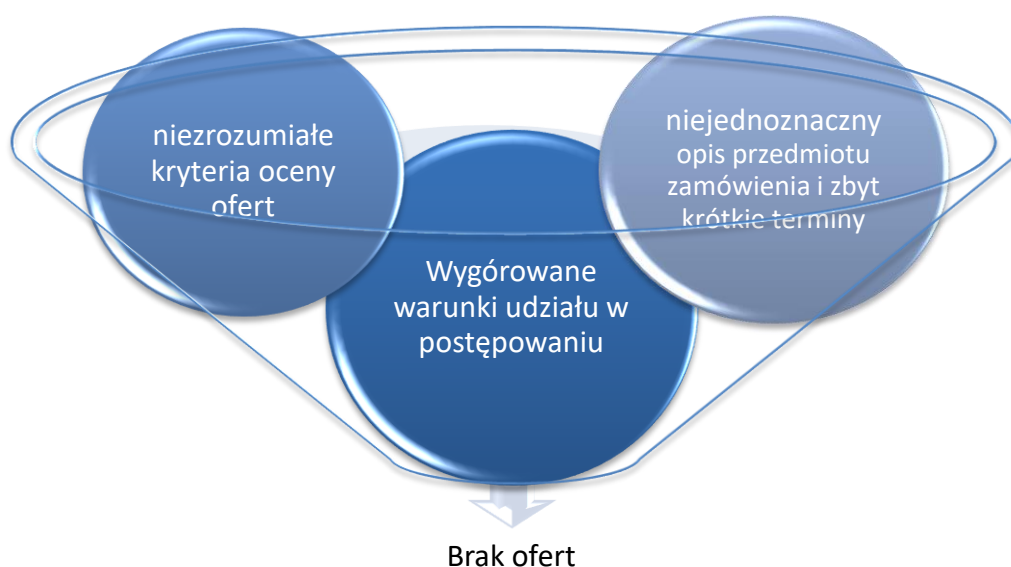 niezrozumiałe
kryteria oceny
ofert
niejednoznaczny
opis przedmiotu
zamówienia i zbyt
krótkie terminy
Wygórowane
warunki udziału w
postępowaniu
Brak ofert